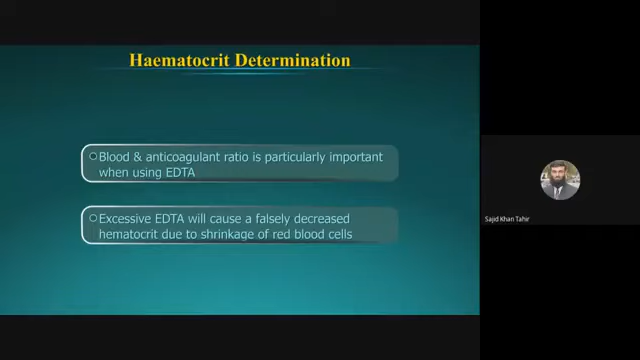 Haematocrit Determination
Blood & anticoagulant ratio is particularly important
when using EDTA
Excessive EDTA will cause a falsely decreased
hematocrit due to shrinkage of red blood cells
Sajid Khan Tahir